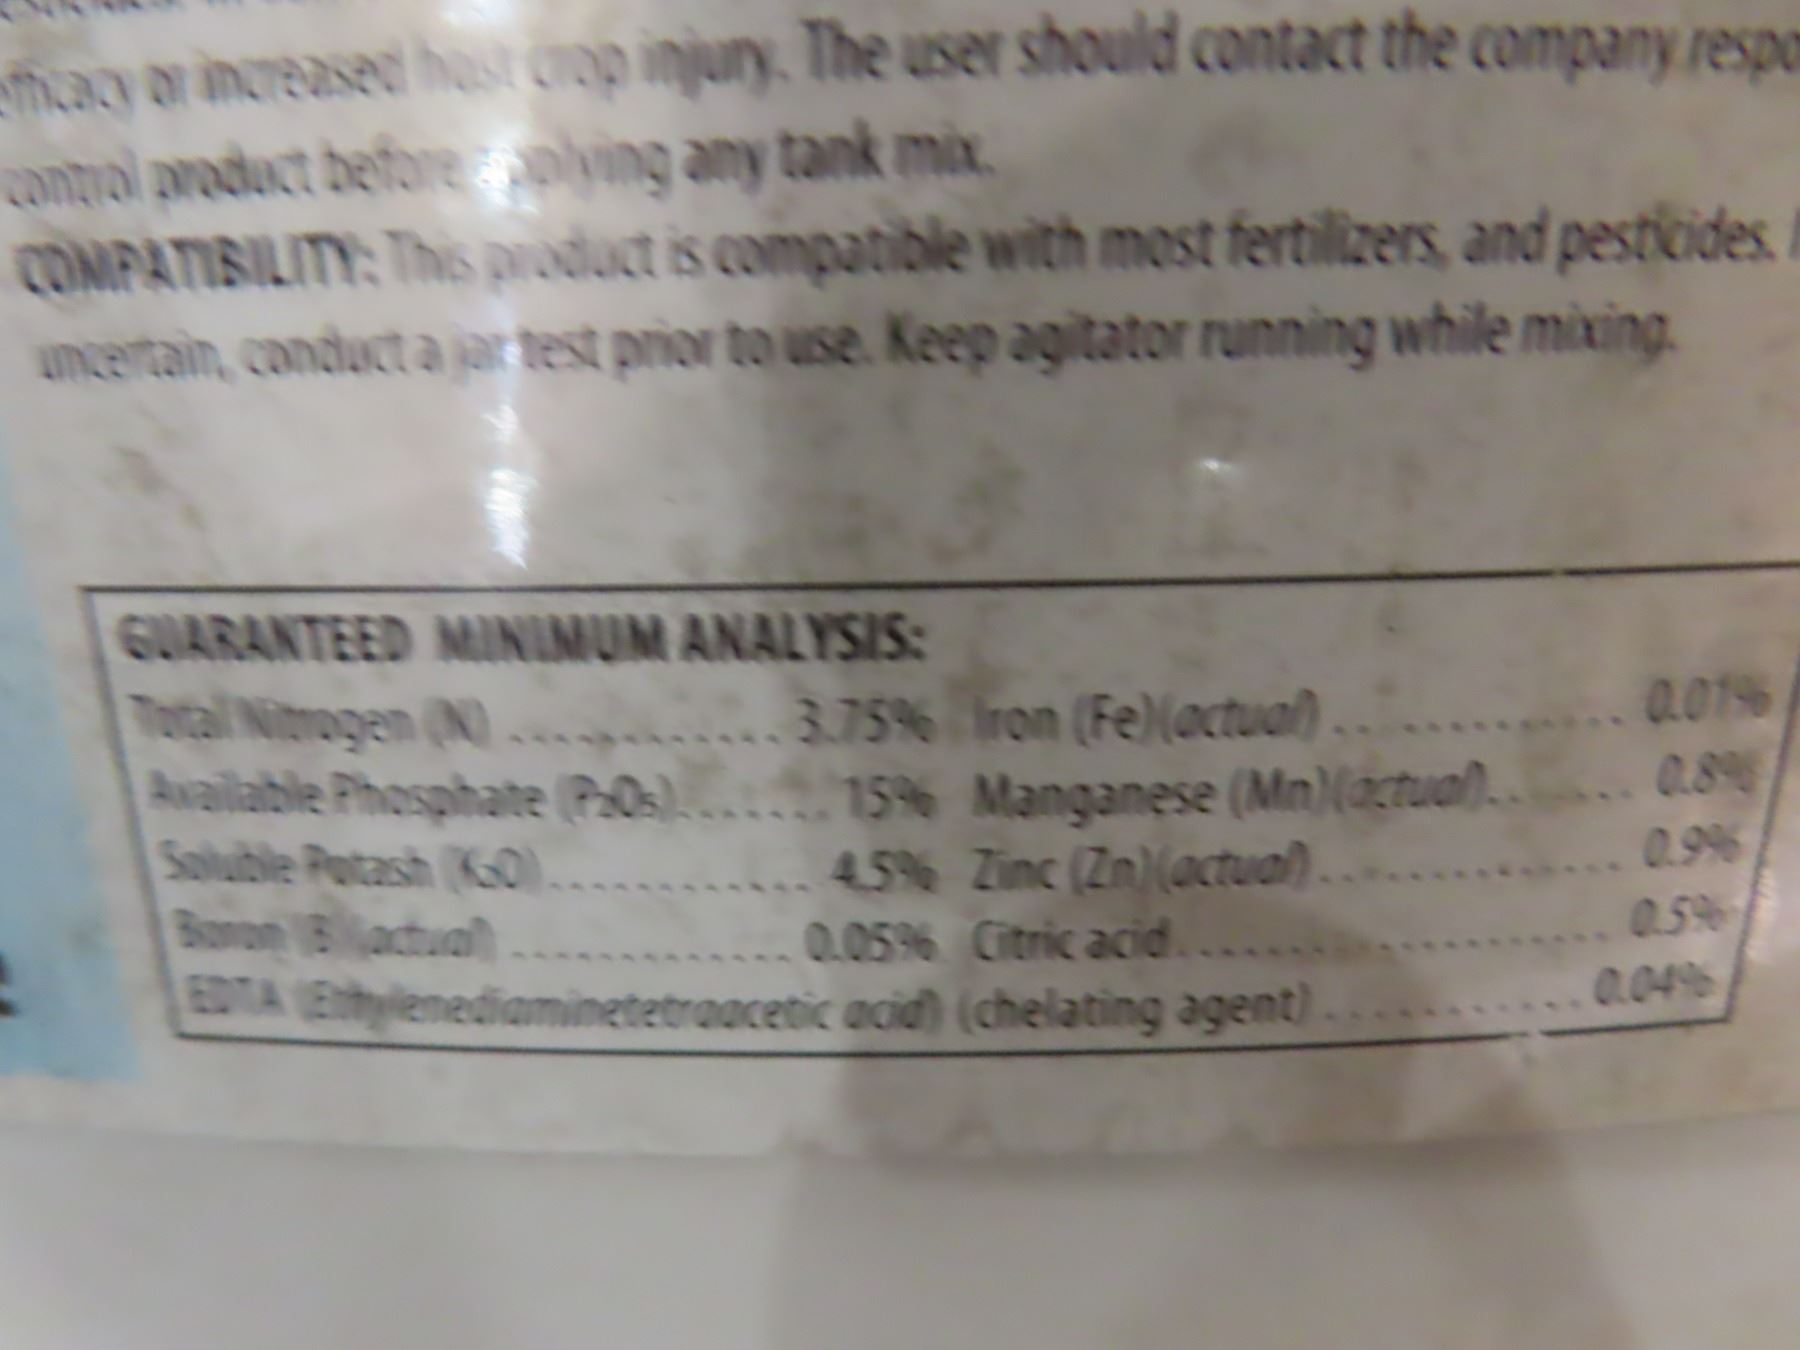 efficacy or increased host crop injury. The user should contact the company
control product before applying any tank mix.
COMPATIBILITY: This product is compatible with most fertilizers, and pesticides.
uncertain, conduct a jar test prior to use. Keep agitator running while mixing.
GUARANTEED MINIMUM ANALYSIS:
Total Nitrogen (N) ............. 3.75% Iron (Fe)(actual) .............. 0.01%
Available Phosphate (P₂O₅)....... 15% Manganese (Mn)(actual)....... 0.8%
Soluble Potash (K₂O)............. 4.5% Zinc (Zn)(actual)............... 0.9%
Boron (B)(actual) ............. 0.05% Citric acid...................... 0.5%
EDTA (Ethylenediaminetetraacetic acid) (chelating agent) ............ 0.04%